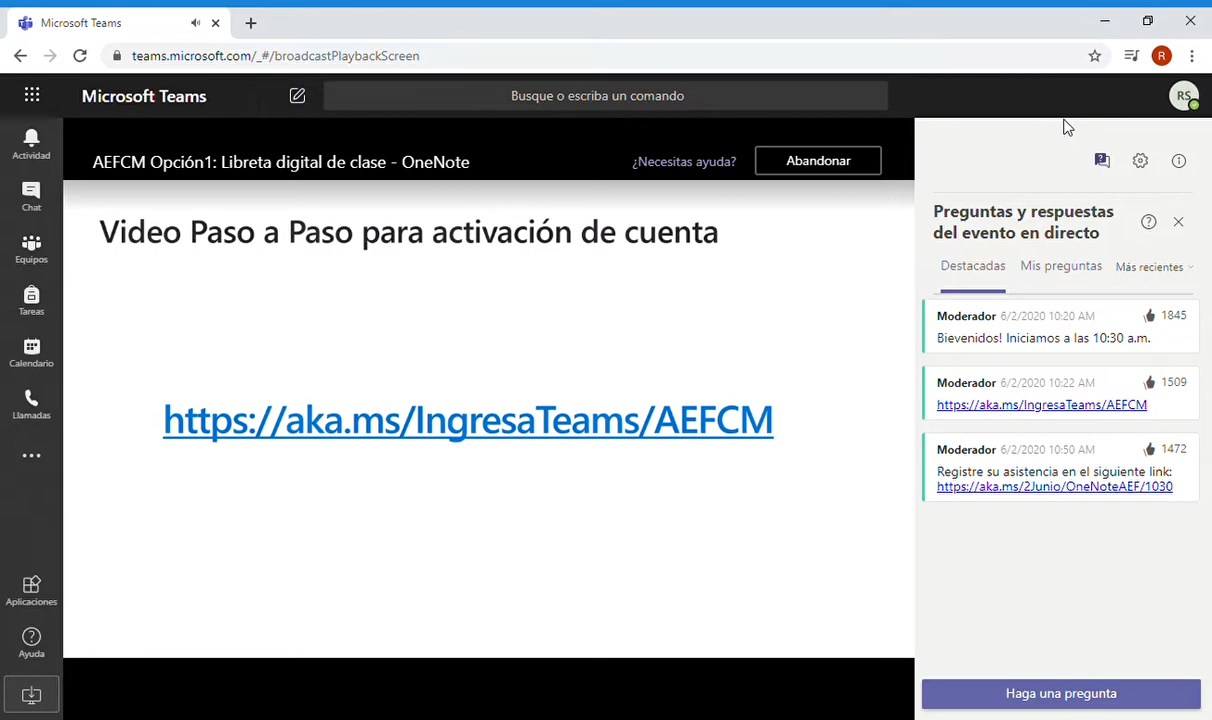 Microsoft Teams
teams.microsoft.com/_#/broadcastPlaybackScreen
R
Microsoft Teams
Busque o escriba un comando
RS
Actividad
Chat
Equipos
Tareas
Calendario
Llamadas
Aplicaciones
Ayuda
AEFCM Opción1: Libreta digital de clase - OneNote
¿Necesitas ayuda?
Abandonar
Video Paso a Paso para activación de cuenta
https://aka.ms/IngresaTeams/AEFCM
Preguntas y respuestas
del evento en directo
Destacadas
Mis preguntas
Más recientes
Moderador 6/2/2020 10:20 AM 1845
Bievenidos! Iniciamos a las 10:30 a.m.
Moderador 6/2/2020 10:22 AM 1509
https://aka.ms/IngresaTeams/AEFCM
Moderador 6/2/2020 10:50 AM 1472
Registre su asistencia en el siguiente link:
https://aka.ms/2Junio/OneNoteAEF/1030
Haga una pregunta